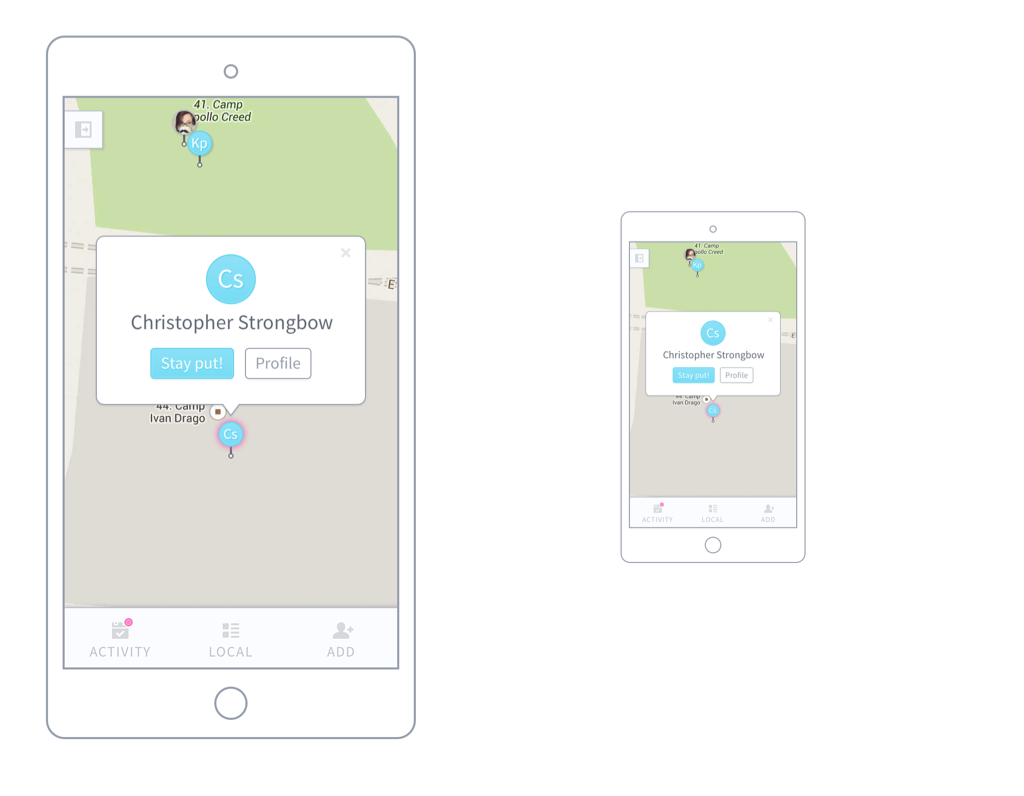 41. Camp
pollo Creed
Kp
E
Cs
Christopher Strongbow
Stay put!
Profile
44. Camp
Ivan Drago
Cs
ACTIVITY
LOCAL
ADD
41. Camp
pollo Creed
Kp
E
Cs
Christopher Strongbow
Stay put!
Profile
44. Camp
Ivan Drago
Cs
ACTIVITY
LOCAL
ADD